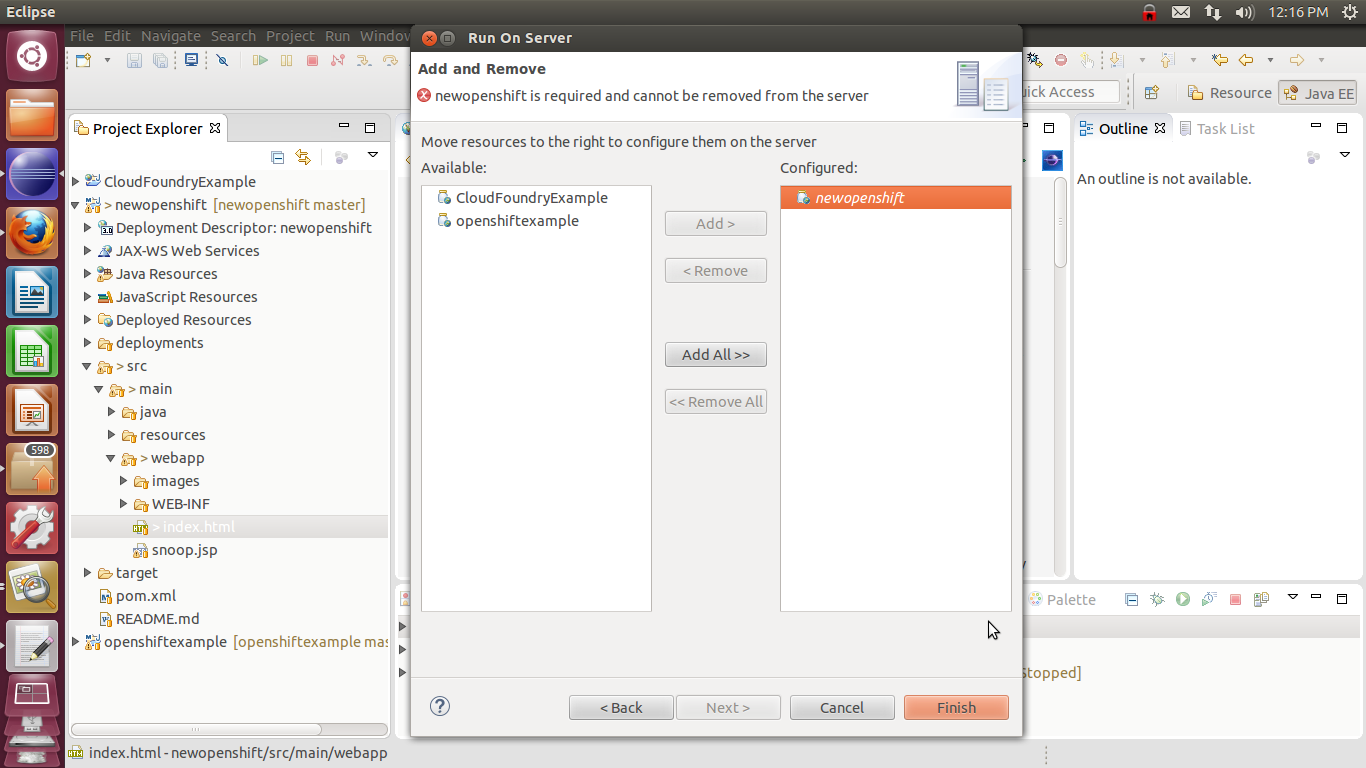 Eclipse
12:16 PM
File Edit Navigate Search Project Run Window
Run On Server
Add and Remove
newopenshift is required and cannot be removed from the server
Access
Resource
Java EE
Project Explorer
Outline
Task List
An outline is not available.
Move resources to the right to configure them on the server
Available:
Configured:
CloudFoundryExample
openshiftexample
newopenshift
Add >
< Remove
Add All >>
<< Remove All
CloudFoundryExample
> newopenshift [newopenshift master]
Deployment Descriptor: newopenshift
JAX-WS Web Services
Java Resources
JavaScript Resources
Deployed Resources
deployments
> src
> main
java
resources
> webapp
images
WEB-INF
> index.html
snoop.jsp
target
pom.xml
README.md
openshiftexample [openshiftexample mas
598
Palette
Stopped]
< Back
Next >
Cancel
Finish
index.html - newopenshift/src/main/webapp